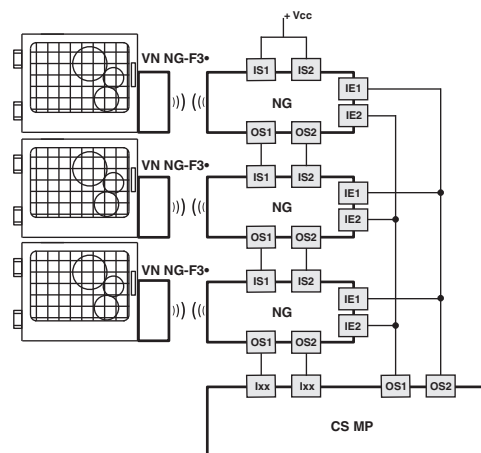 + Vcc
VN NG-F3•
IS1 IS2
IE1
NG
IE2
OS1 OS2
VN NG-F3•
IS1 IS2
IE1
NG
IE2
OS1 OS2
VN NG-F3•
IS1 IS2
IE1
NG
IE2
OS1 OS2
Ixx Ixx OS1 OS2
CS MP